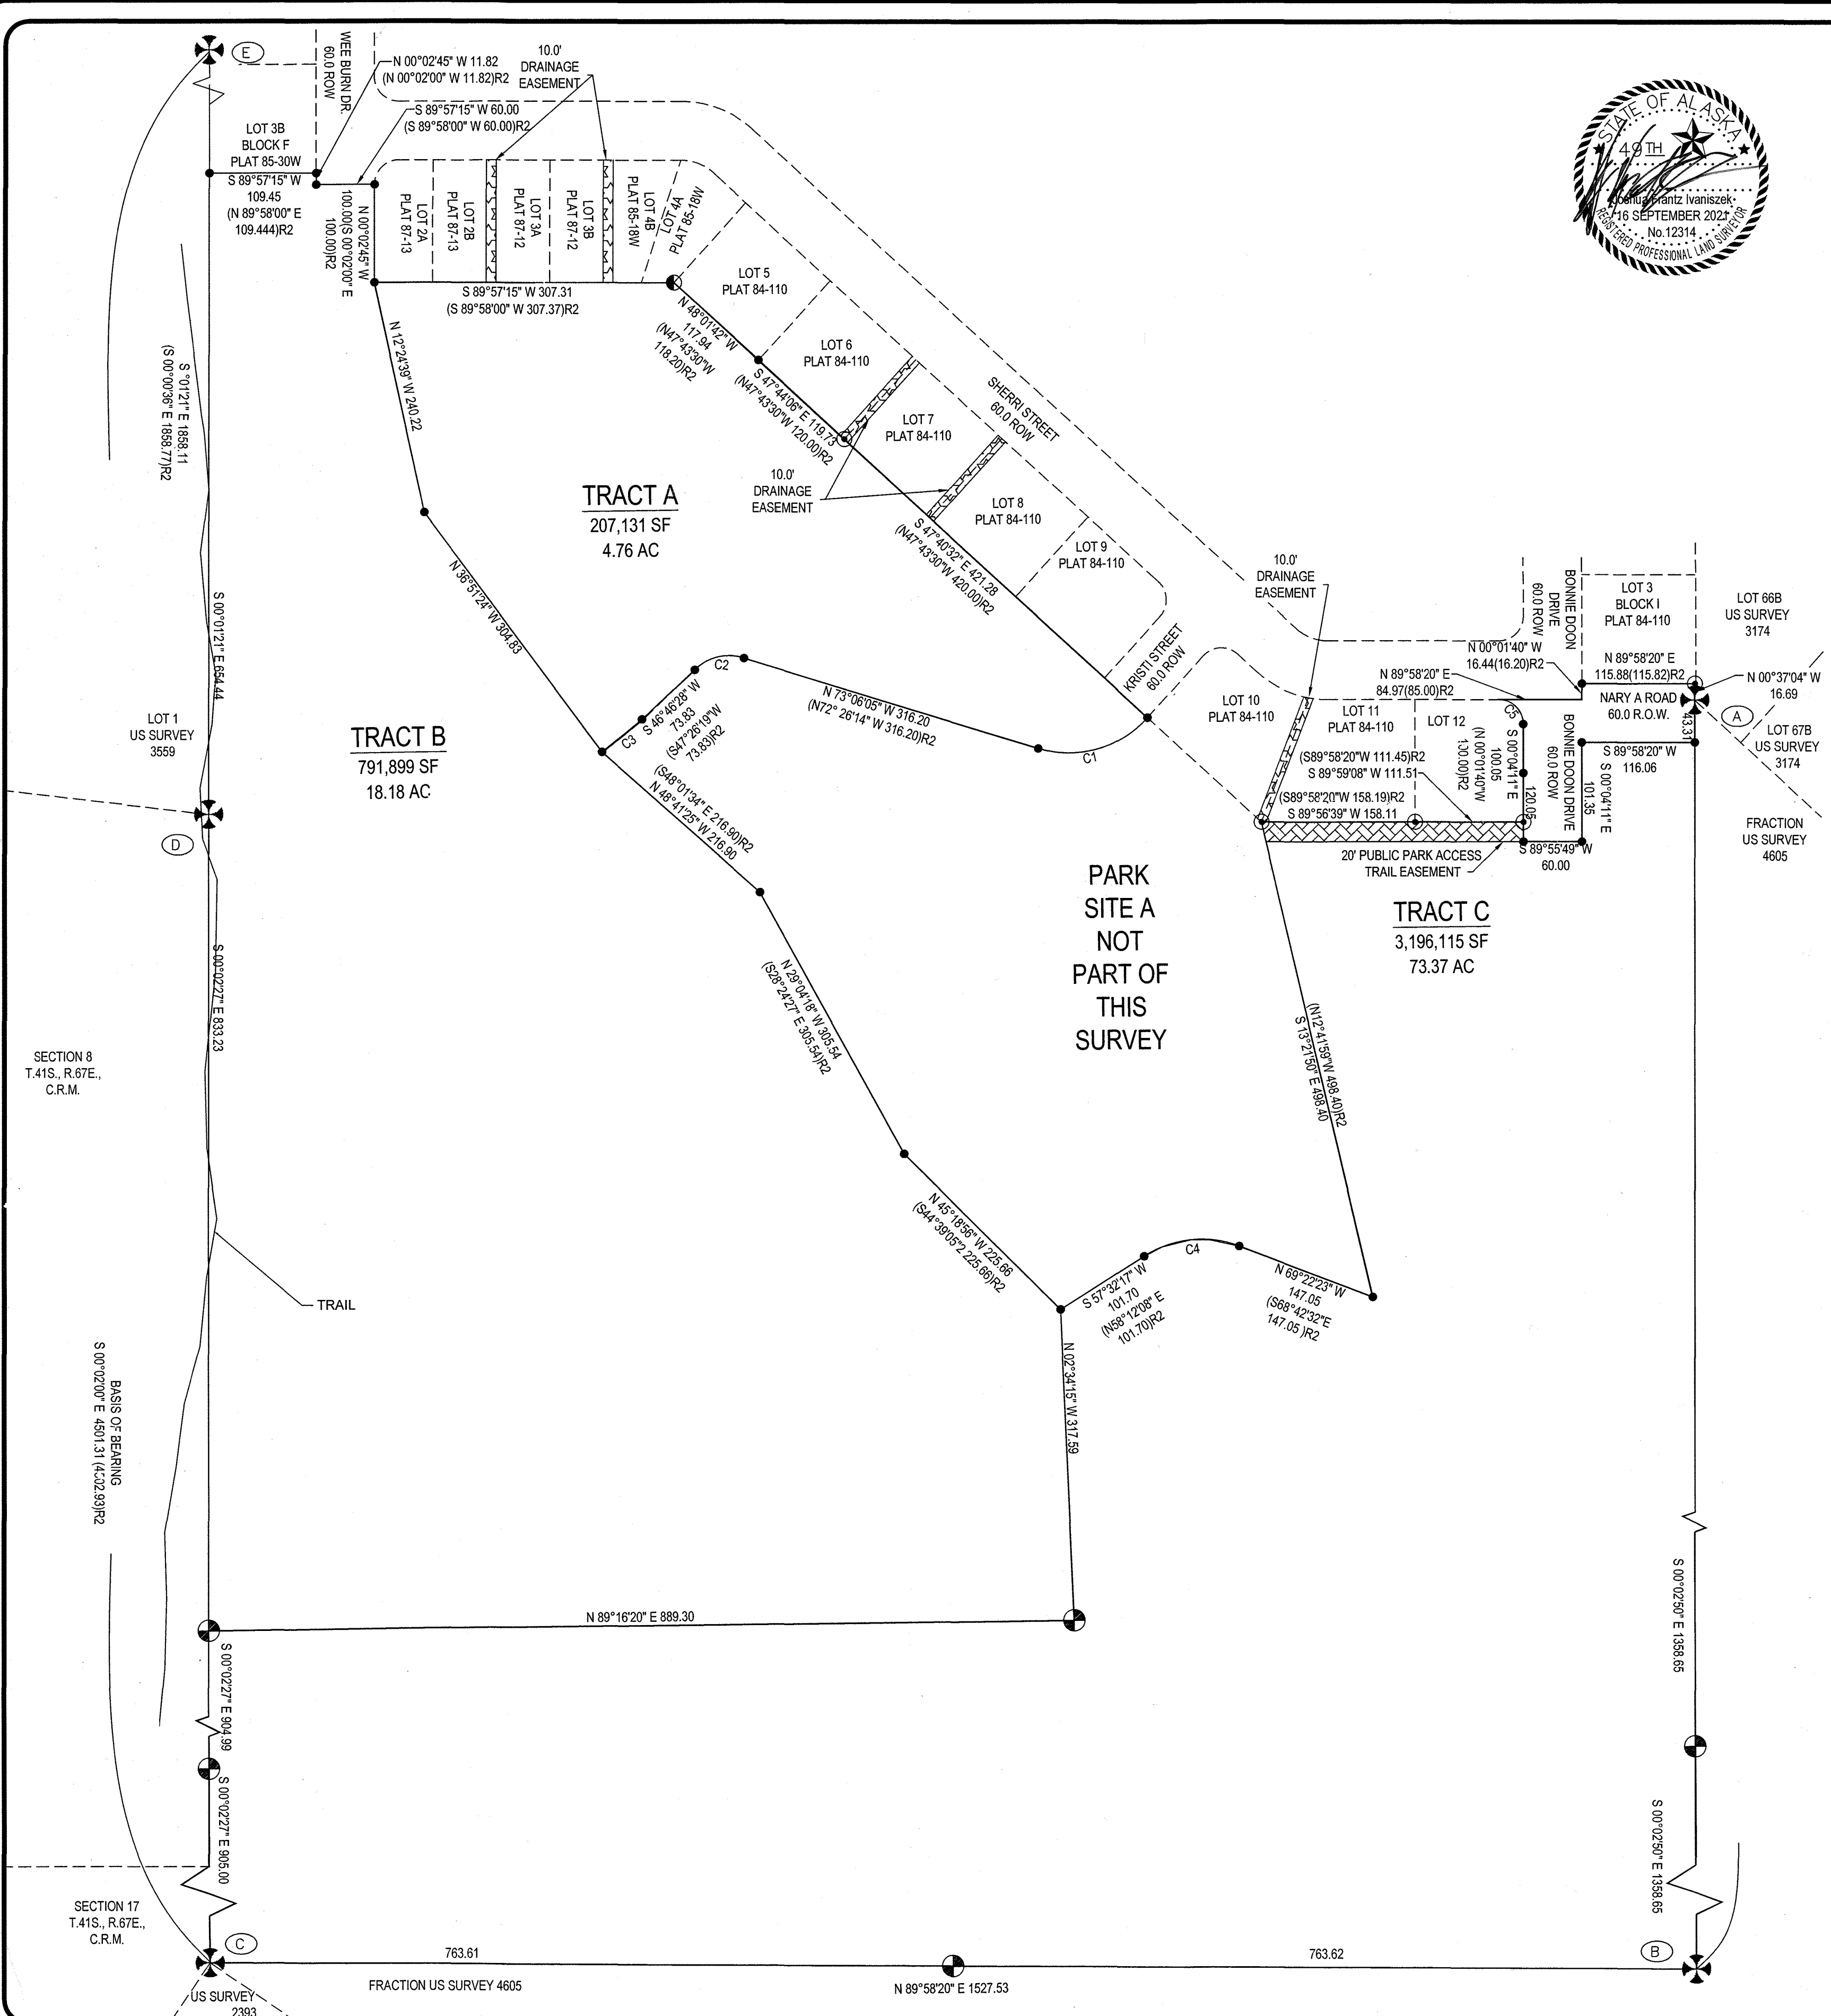 E
WEE BURN DR.
60.0 ROW
N 00°02'45" W 11.82
(N 00°02'00" W 11.82)R2
10.0'
DRAINAGE
EASEMENT
S 89°57'15" W 60.00
(S 89°58'00" W 60.00)R2
LOT 3B
BLOCK F
PLAT 85-30W
S 89°57'15" W
109.45
(N 89°58'00" E
109.444)R2
N 00°02'45" W
100.00(S 00°02'00" E
100.00)R2
LOT 2A
PLAT 87-13
LOT 2B
PLAT 87-13
LOT 3A
PLAT 87-12
LOT 3B
PLAT 87-12
LOT 4B
PLAT 85-18W
LOT 4A
PLAT 85-18W
S 89°57'15" W 307.31
(S 89°58'00" W 307.37)R2
LOT 5
PLAT 84-110
LOT 6
PLAT 84-110
LOT 7
PLAT 84-110
LOT 8
PLAT 84-110
LOT 9
PLAT 84-110
SHERRI STREET
60.0 ROW
STATE OF ALASKA
49TH
Joshua Frantz Ivaniszek
16 SEPTEMBER 2021
No.12314
REGISTERED PROFESSIONAL LAND SURVEYOR
N 48°01'42" W
117.94
(N47°43'30"W
118.20)R2
S 47°44'06" E 119.73
(N47°43'30"W 120.00)R2
10.0'
DRAINAGE
EASEMENT
S 47°40'32" E 421.28
(N47°43'30"W 420.00)R2
S °01'21" E 1858.11
(S 00°00'36" E 1858.77)R2
N 12°24'39" W 240.22
TRACT A
207,131 SF
4.76 AC
N 36°51'24" W 304.83
S 00°01'21" E 654.44
LOT 1
US SURVEY
3559
D
TRACT B
791,899 SF
18.18 AC
C3
S 46°46'28" W
73.83
(S47°26'19"W
73.83)R2
C2
N 73°06'05" W 316.20
(N72° 26'14" W 316.20)R2
C1
KRISTI STREET
60.0 ROW
10.0'
DRAINAGE
EASEMENT
LOT 10
PLAT 84-110
LOT 11
PLAT 84-110
LOT 12
BONNIE DOON
DRIVE
60.0 ROW
LOT 3
BLOCK I
PLAT 84-110
LOT 66B
US SURVEY
3174
N 00°01'40" W
16.44(16.20)R2
N 89°58'20" E
115.88(115.82)R2
N 89°58'20" E
84.97(85.00)R2
N 00°37'04" W
16.69
A
NARY A ROAD
60.0 R.O.W.
43.31
LOT 67B
US SURVEY
3174
C5
S 00°04'11" E
100.05
(N 00°01'40"W
100.00)R2
120.05
BONNIE DOON DRIVE
60.0 ROW
S 89°58'20" W
116.06
S 00°04'11" E
101.35
(S89°58'20"W 111.45)R2
S 89°59'08" W 111.51
(S89°58'20"W 158.19)R2
S 89°56'39" W 158.11
20' PUBLIC PARK ACCESS
TRAIL EASEMENT
S 89°55'49" W
60.00
FRACTION
US SURVEY
4605
(S48°01'34" E 216.90)R2
N 48°41'25" W 216.90
PARK
SITE A
NOT
PART OF
THIS
SURVEY
TRACT C
3,196,115 SF
73.37 AC
S 00°02'27" E 833.23
SECTION 8
T.41S., R.67E.,
C.R.M.
N 29°04'18" W 305.54
(S28°24'27" E 305.54)R2
(N12°41'59"W 498.40)R2
S 13°21'50" E 498.40
N 45°18'56" W 225.66
(S44°39'05"2 225.66)R2
S 57°32'17" W
101.70
(N58°12'08" E
101.70)R2
C4
N 69°22'23" W
147.05
(S68°42'32"E
147.05 )R2
TRAIL
BASIS OF BEARING
S 00°02'00" E 4501.31 (4502.93)R2
N 02°34'15" W 317.59
N 89°16'20" E 889.30
S 00°02'27" E 904.99
S 00°02'27" E 905.00
S 00°02'50" E 1358.65
S 00°02'50" E 1358.65
SECTION 17
T.41S., R.67E.,
C.R.M.
C
763.61
763.62
B
N 89°58'20" E 1527.53
FRACTION US SURVEY 4605
US SURVEY
2393